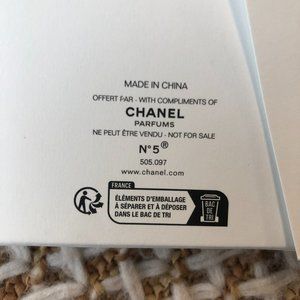 MADE IN CHINA
OFFERT PAR - WITH COMPLIMENTS OF
CHANEL
PARFUMS
NE PEUT ÊTRE VENDU - NOT FOR SALE
N°5®
505.097
www.chanel.com
FRANCE
ÉLÉMENTS D'EMBALLAGE
À SÉPARER ET À DÉPOSER
DANS LE BAC DE TRI
BAC
DE
TRI